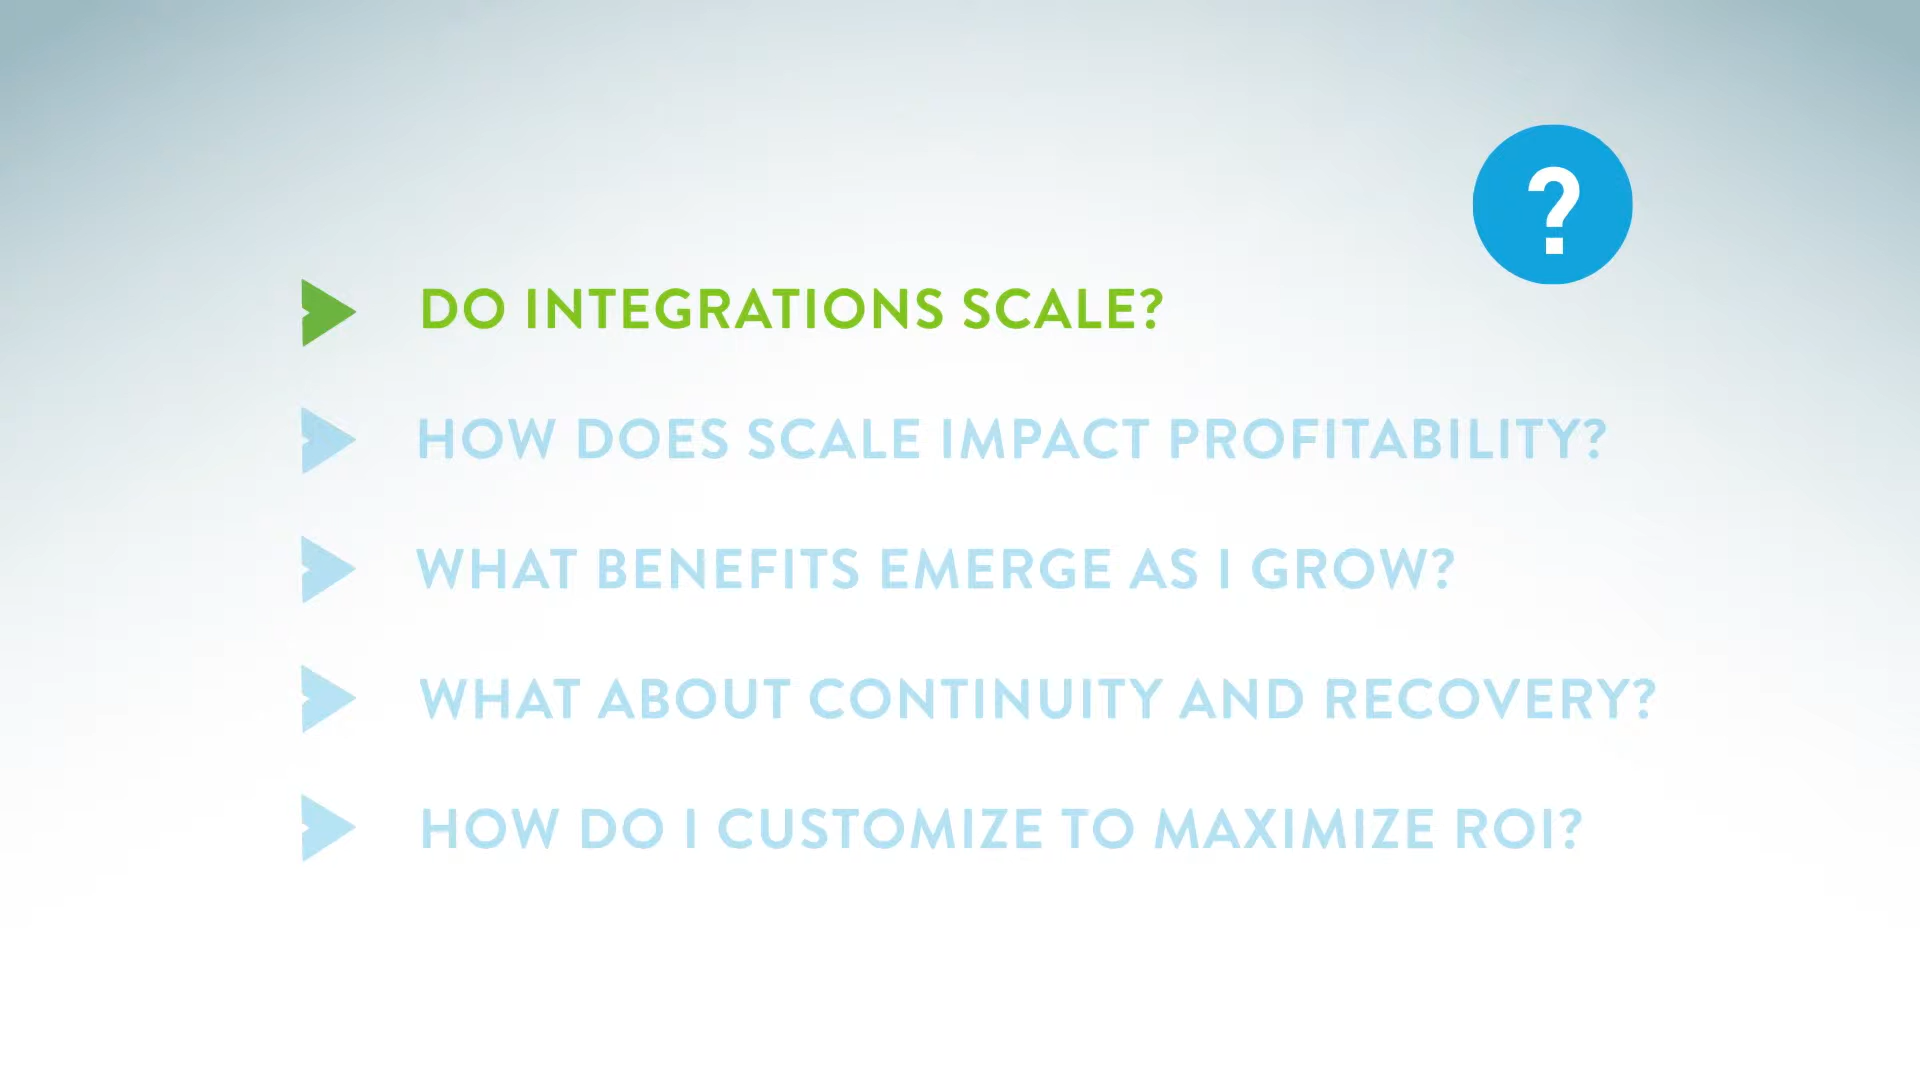 ?
DO INTEGRATIONS SCALE?
HOW DOES SCALE IMPACT PROFITABILITY?
WHAT BENEFITS EMERGE AS I GROW?
WHAT ABOUT CONTINUITY AND RECOVERY?
HOW DO I CUSTOMIZE TO MAXIMIZE ROI?